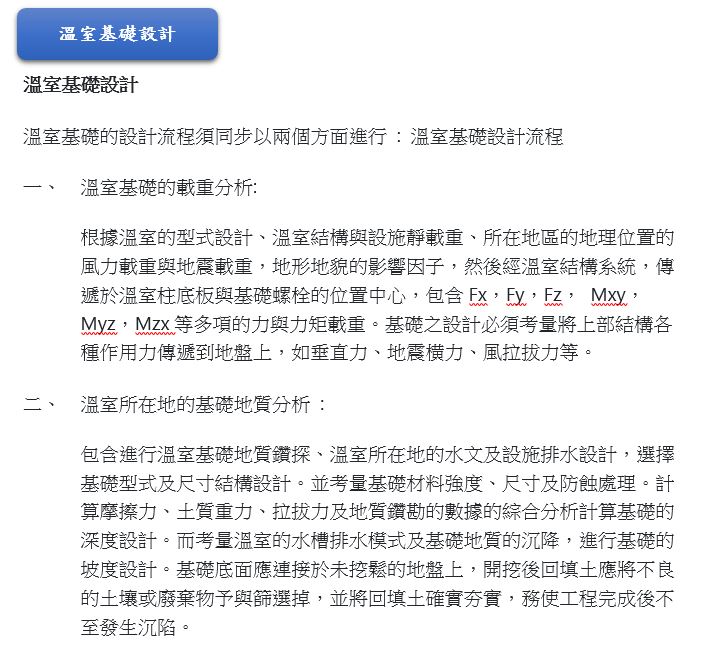 溫室基礎設計
溫室基礎設計
溫室基礎的設計流程須同步以兩個方面進行 : 溫室基礎設計流程
一、 溫室基礎的載重分析:
根據溫室的型式設計、溫室結構與設施靜載重、所在地區的地理位置的
風力載重與地震載重，地形地貌的影響因子，然後經溫室結構系統，傳
遞於溫室柱底板與基礎螺栓的位置中心，包含 Fx，Fy，Fz， Mxy，
Myz，Mzx 等多項的力與力矩載重。基礎之設計必須考量將上部結構各
種作用力傳遞到地盤上，如垂直力、地震橫力、風拉拔力等。
二、 溫室所在地的基礎地質分析 :
包含進行溫室基礎地質鑽探、溫室所在地的水文及設施排水設計，選擇
基礎型式及尺寸結構設計。並考量基礎材料強度、尺寸及防蝕處理。計
算摩擦力、土質重力、拉拔力及地質鑽勘的數據的綜合分析計算基礎的
深度設計。而考量溫室的水槽排水模式及基礎地質的沉降，進行基礎的
坡度設計。基礎底面應連接於未挖鬆的地盤上，開挖後回填土應將不良
的土壤或廢棄物予與篩選掉，並將回填土確實夯實，務使工程完成後不
至發生沉陷。